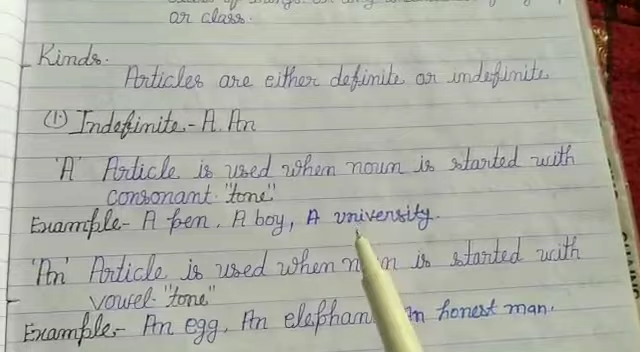 or class.
Kinds.
Articles are either definite or indefinite
(1) Indefinite - A, An
'A' Article is used when noun is started with
consonant "tone"
Example - A pen, A boy, A university.
'An' Article is used when n n is started with
vowel "tone"
Example - An egg, An elephan An honest man.